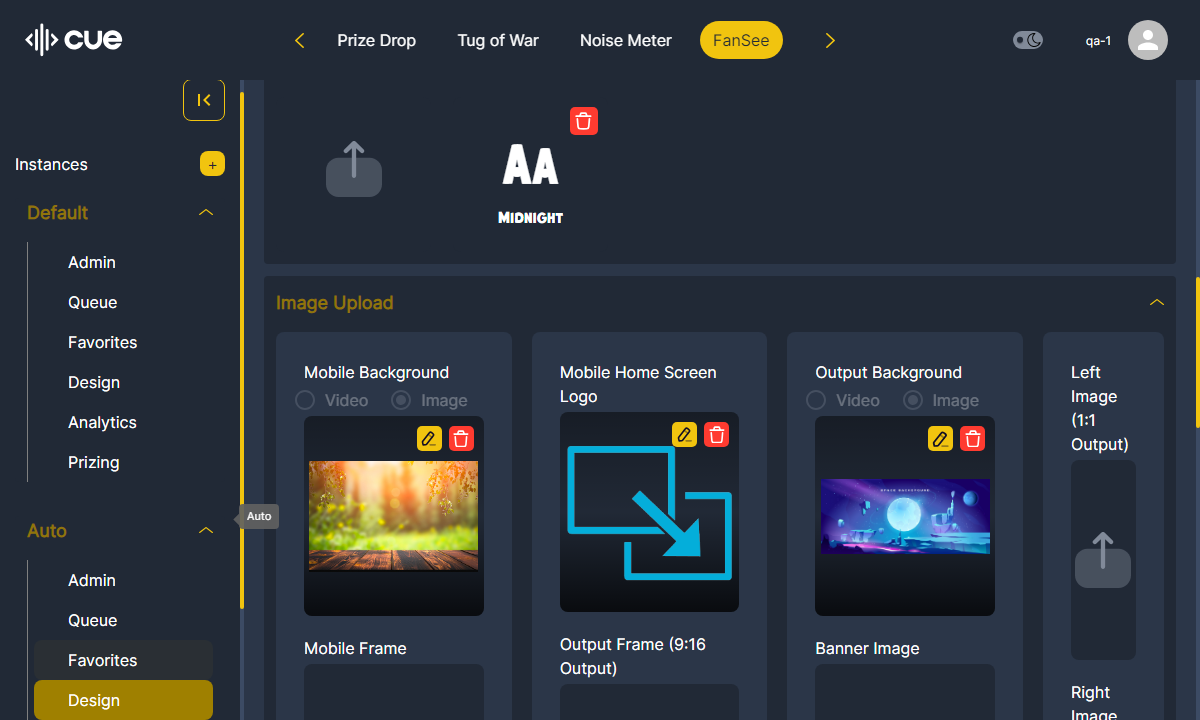 cue
Prize Drop
Tug of War
Noise Meter
FanSee
qa-1
Instances
+
Default
Admin
Queue
Favorites
Design
Analytics
Prizing
Auto
Auto
Admin
Queue
Favorites
Design
AA
MIDNIGHT
Image Upload
Mobile Background
Video
Image
Mobile Frame
Mobile Home Screen
Logo
Output Frame (9:16
Output)
Output Background
Video
Image
Banner Image
Left
Image
(1:1
Output)
Right
Image